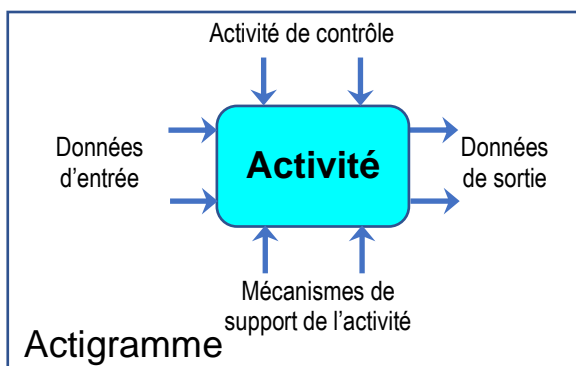 Activité de contrôle
Données
d'entrée
Activité
Données
de sortie
Mécanismes de
support de l'activité
Actigramme